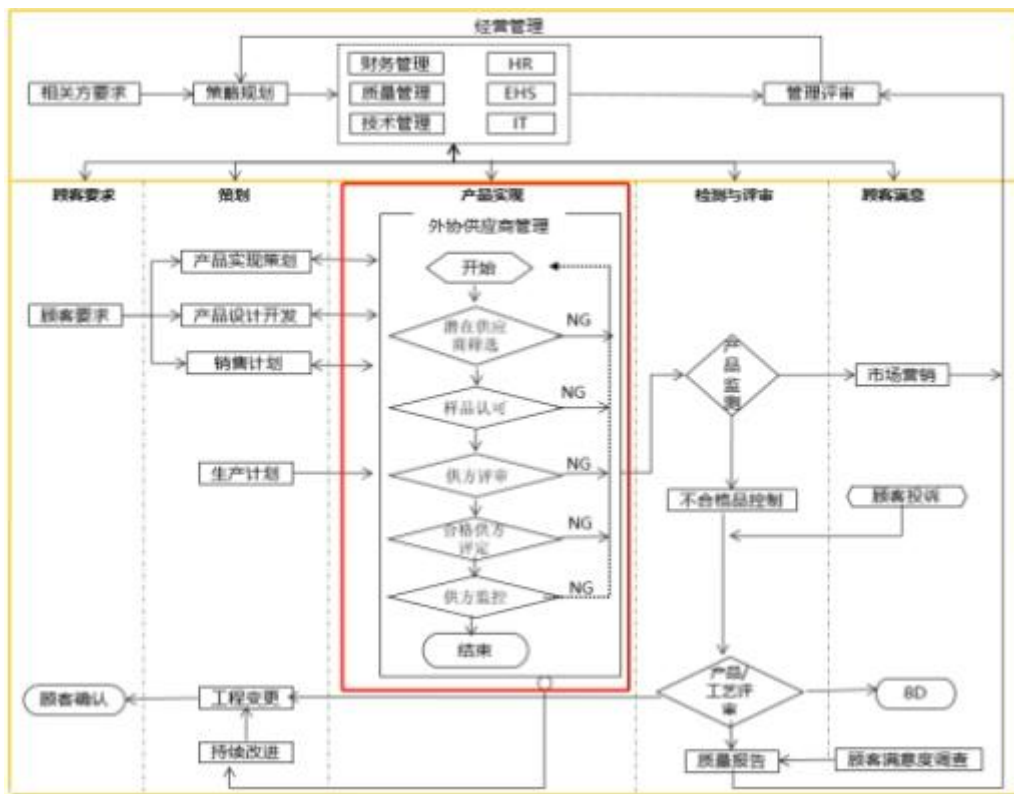 经营管理
财务管理
HR
相关方要求
策略规划
质量管理
EHS
管理评审
技术管理
IT
顾客要求
策划
产品实现
检测与评审
顾客满意
外协供应商管理
产品实现策划
开始
顾客要求
产品设计开发
潜在供应
商筛选
NG
销售计划
产
品
监
测
市场营销
样品认可
NG
生产计划
供方评审
NG
不合格品控制
顾客投诉
合格供方
评定
NG
供方监控
NG
结束
顾客确认
工程变更
产品/
工艺评
审
8D
持续改进
质量报告
顾客满意度调查